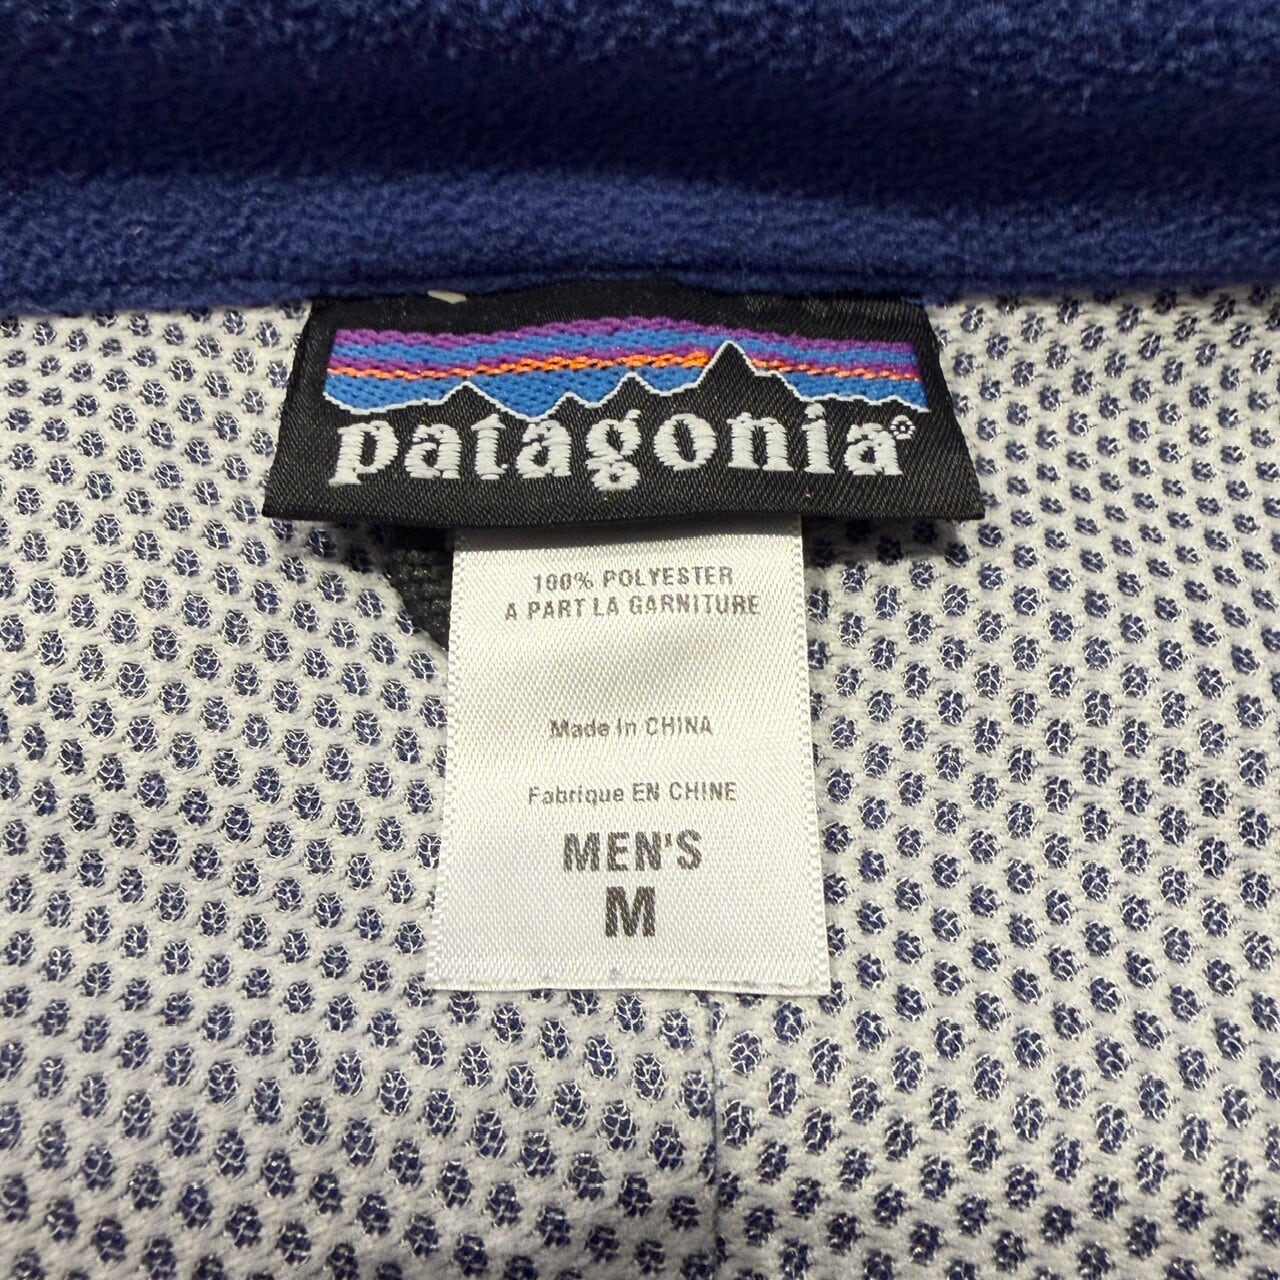 patagonia®
100% POLYESTER
A PART LA GARNITURE
Made In CHINA
Fabrique EN CHINE
MEN'S
M